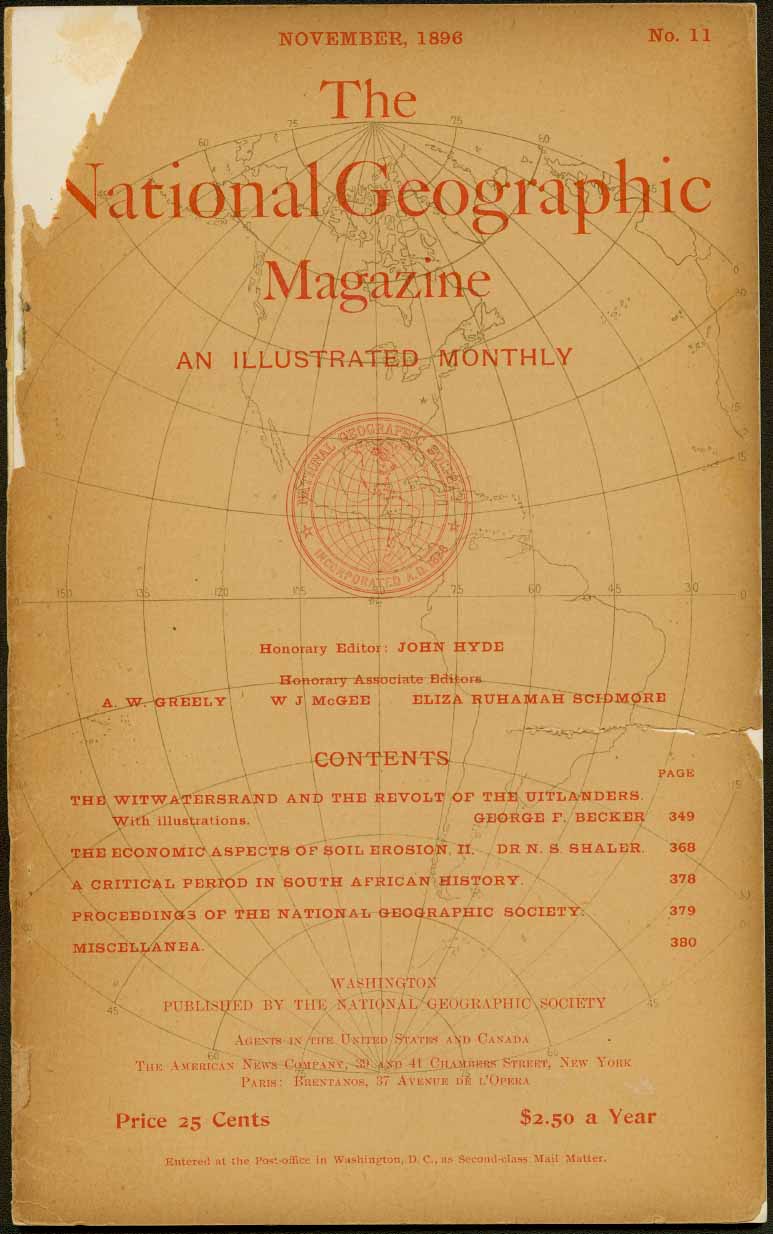 NOVEMBER, 1896 No. 11
The
National Geographic
Magazine
AN ILLUSTRATED MONTHLY
NATIONAL GEOGRAPHIC SOCIETY
INCORPORATED A.D. 1888
Honorary Editor: JOHN HYDE
Honorary Associate Editors
A. W. GREELY W J McGEE ELIZA RUHAMAH SCIDMORE
CONTENTS
PAGE
THE WITWATERSRAND AND THE REVOLT OF THE UITLANDERS.
With illustrations. GEORGE F. BECKER 349
THE ECONOMIC ASPECTS OF SOIL EROSION, II. DR N. S. SHALER. 368
A CRITICAL PERIOD IN SOUTH AFRICAN HISTORY. 378
PROCEEDINGS OF THE NATIONAL GEOGRAPHIC SOCIETY. 379
MISCELLANEA. 380
WASHINGTON
PUBLISHED BY THE NATIONAL GEOGRAPHIC SOCIETY
AGENTS IN THE UNITED STATES AND CANADA
THE AMERICAN NEWS COMPANY, 39 AND 41 CHAMBERS STREET, NEW YORK
PARIS: BRENTANOS, 37 AVENUE DE L'OPERA
Price 25 Cents $2.50 a Year
Entered at the Post-office in Washington, D. C., as Second-class Mail Matter.